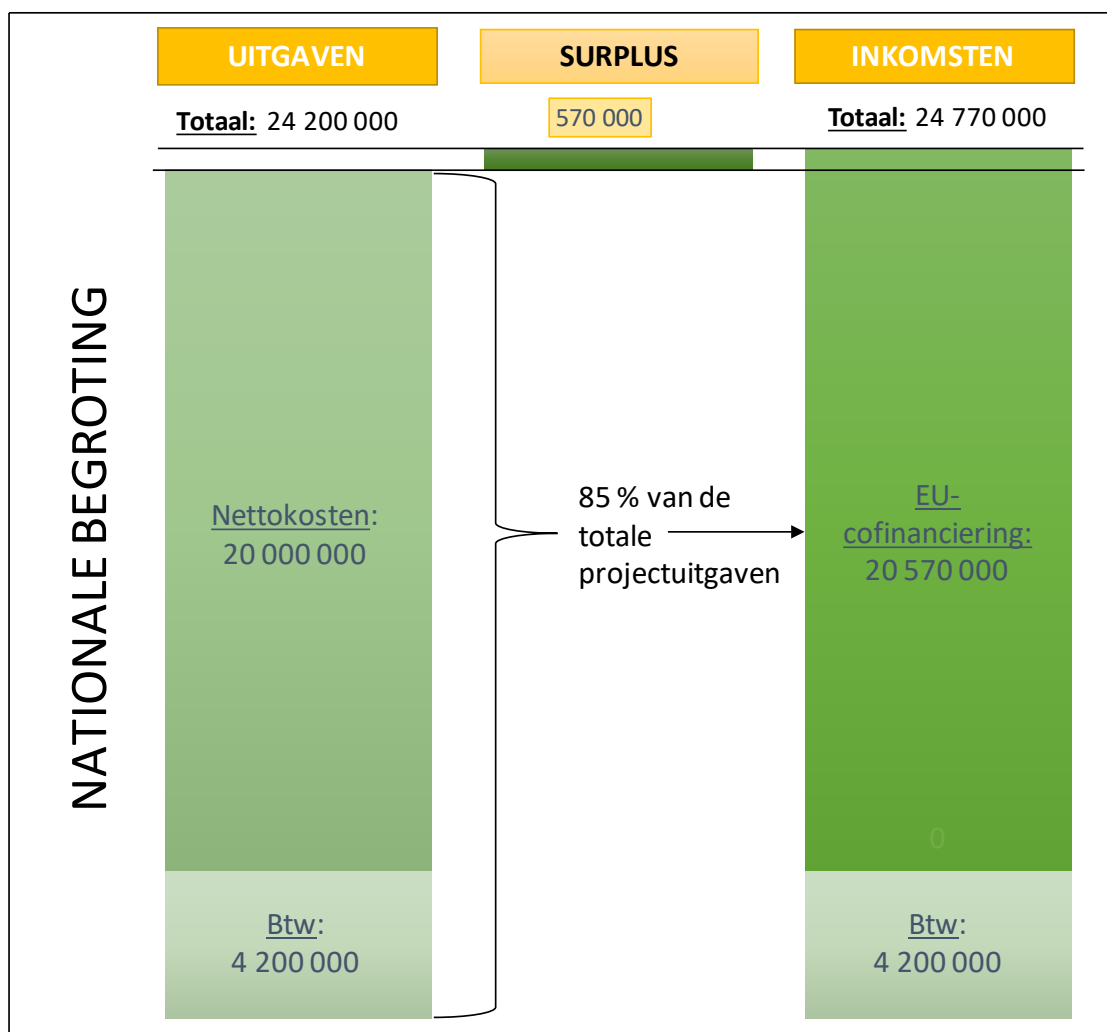 UITGAVEN
SURPLUS
INKOMSTEN
Totaal: 24 200 000
570 000
Totaal: 24 770 000
NATIONALE BEGROTING
Nettokosten:
20 000 000
85 % van de
totale
projectuitgaven
EU-
cofinanciering:
20 570 000
0
Btw:
4 200 000
Btw:
4 200 000